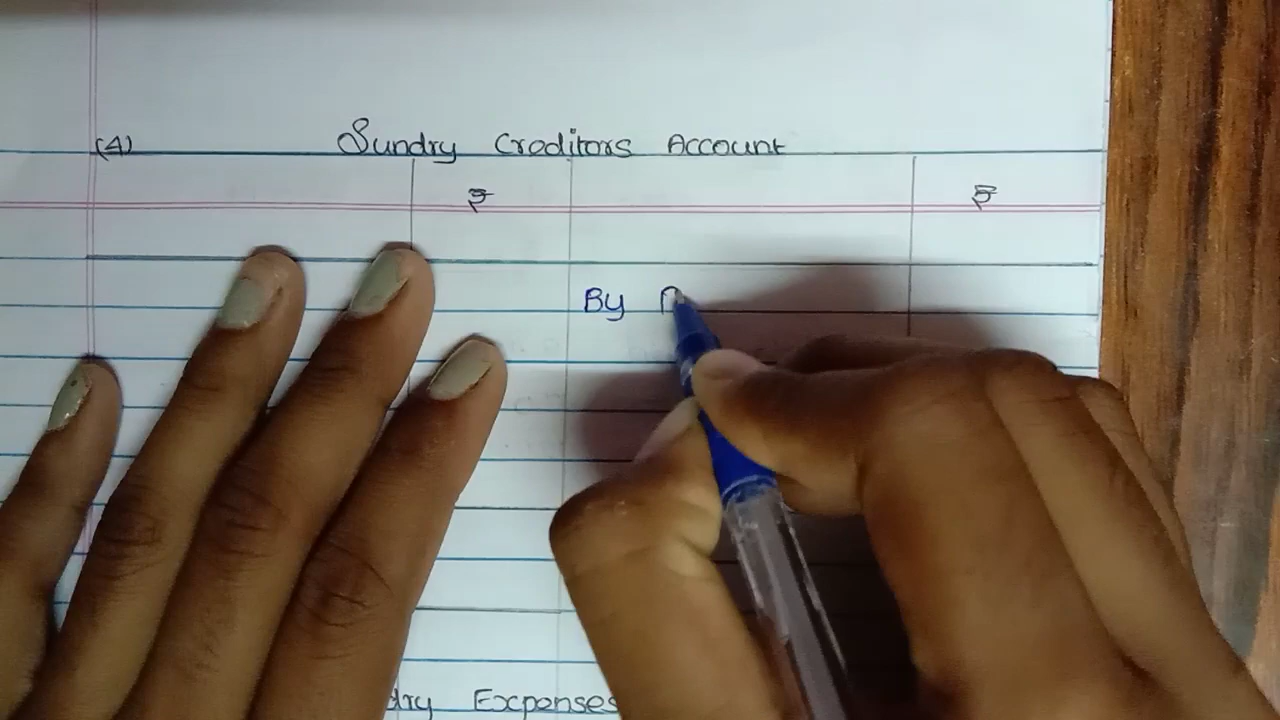 (4) Sundry Creditors Account
₹ ₹
By
Expenses